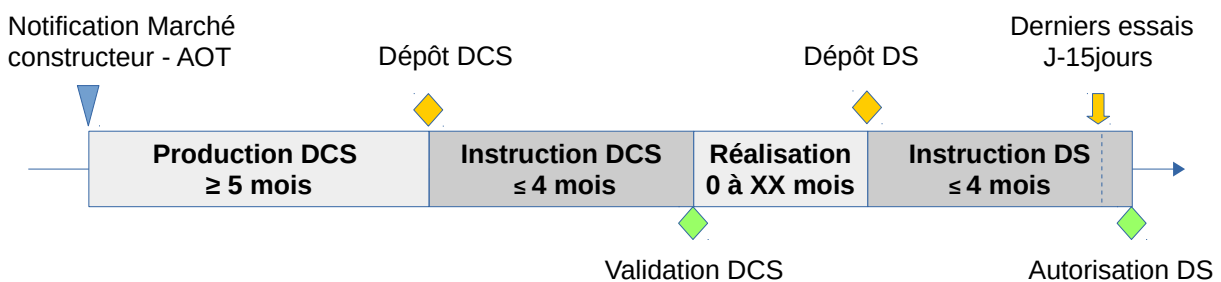 Notification Marché
constructeur - AOT
Dépôt DCS
Dépôt DS
Derniers essais
J-15jours
Production DCS
≥ 5 mois
Instruction DCS
≤ 4 mois
Réalisation
0 à XX mois
Instruction DS
≤ 4 mois
Validation DCS
Autorisation DS